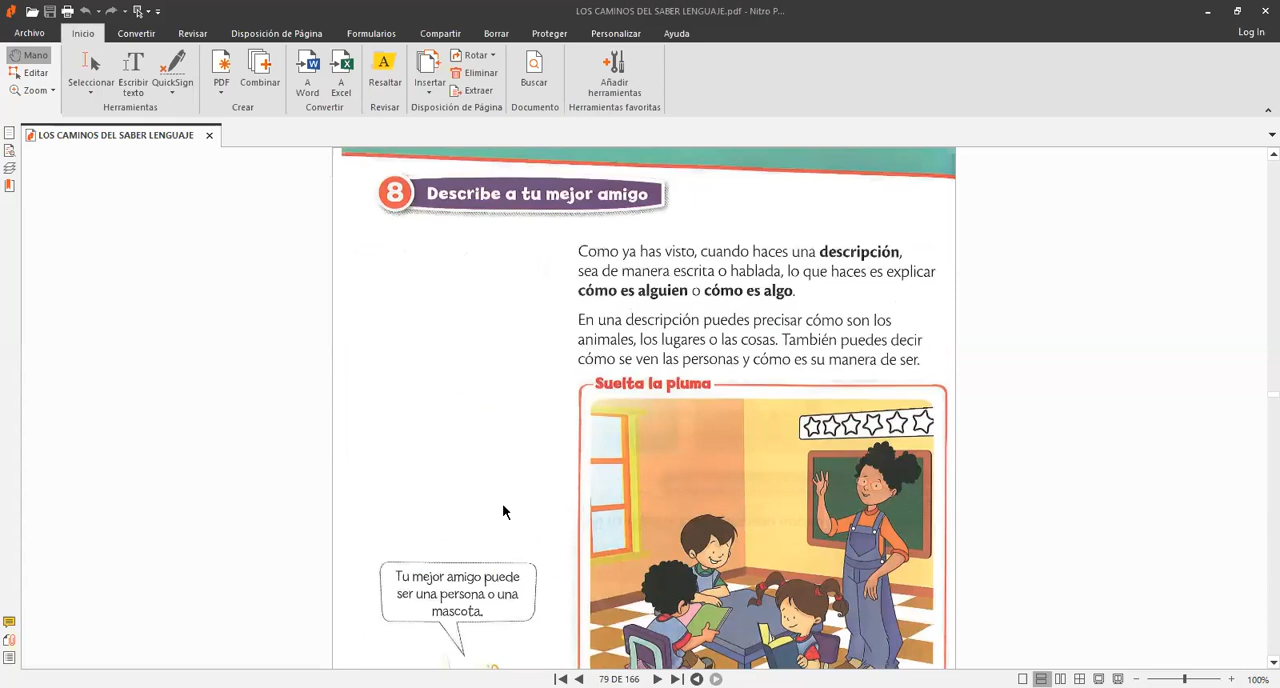 LOS CAMINOS DEL SABER LENGUAJE.pdf - Nitro P...
Log In
Archivo Inicio Convertir Revisar Disposición de Página Formularios Compartir Borrar Proteger Personalizar Ayuda
Mano
Editar
Zoom
Seleccionar
Escribir texto
QuickSign
Herramientas
PDF
Combinar
Crear
A Word
A Excel
Convertir
Resaltar
Revisar
Insertar
Rotar
Eliminar
Extraer
Disposición de Página
Buscar
Documento
Añadir herramientas
Herramientas favoritas
LOS CAMINOS DEL SABER LENGUAJE
8 Describe a tu mejor amigo
Como ya has visto, cuando haces una descripción,
sea de manera escrita o hablada, lo que haces es explicar
cómo es alguien o cómo es algo.
En una descripción puedes precisar cómo son los
animales, los lugares o las cosas. También puedes decir
cómo se ven las personas y cómo es su manera de ser.
Suelta la pluma
Tu mejor amigo puede
ser una persona o una
mascota.
79 DE 166
100%